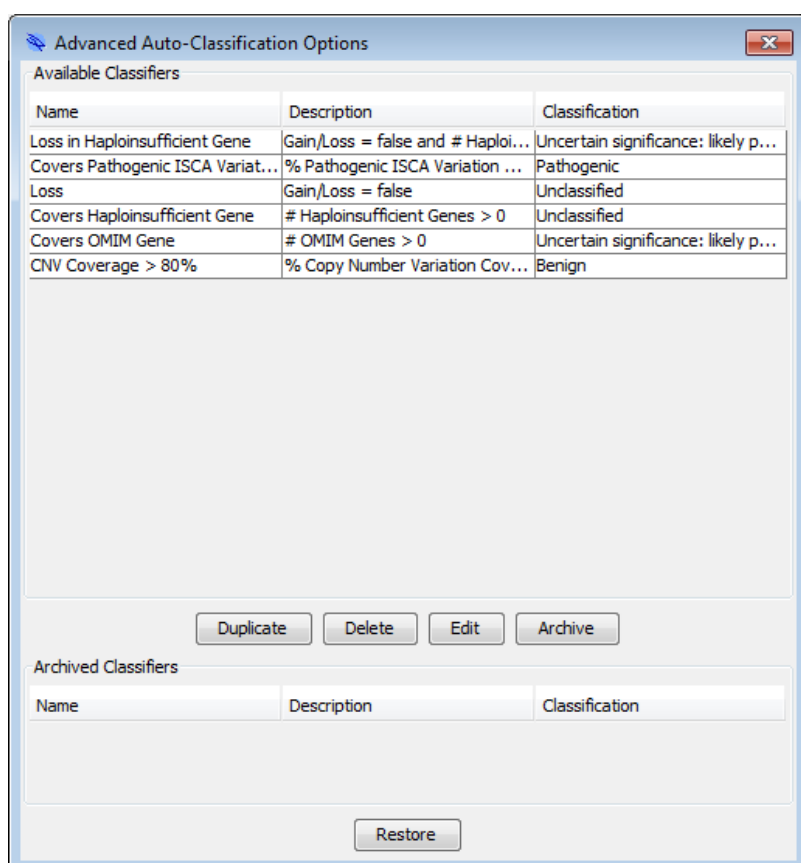 Advanced Auto-Classification Options
Available Classifiers
Name Description Classification
Loss in Haploinsufficient Gene Gain/Loss = false and # Haploi... Uncertain significance: likely p...
Covers Pathogenic ISCA Variat... % Pathogenic ISCA Variation ... Pathogenic
Loss Gain/Loss = false Unclassified
Covers Haploinsufficient Gene # Haploinsufficient Genes > 0 Unclassified
Covers OMIM Gene # OMIM Genes > 0 Uncertain significance: likely p...
CNV Coverage > 80% % Copy Number Variation Cov... Benign
Duplicate Delete Edit Archive
Archived Classifiers
Name Description Classification
Restore